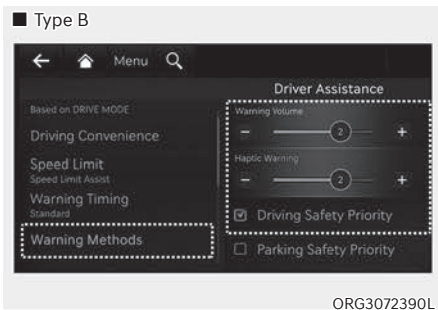 ■ Type B
Menu
Driver Assistance
Based on DRIVE MODE
Driving Convenience
Speed Limit
Speed Limit Assist
Warning Timing
Standard
Warning Methods
Warning Volume
- 2 +
Haptic Warning
- 2 +
Driving Safety Priority
Parking Safety Priority
ORG3072390L